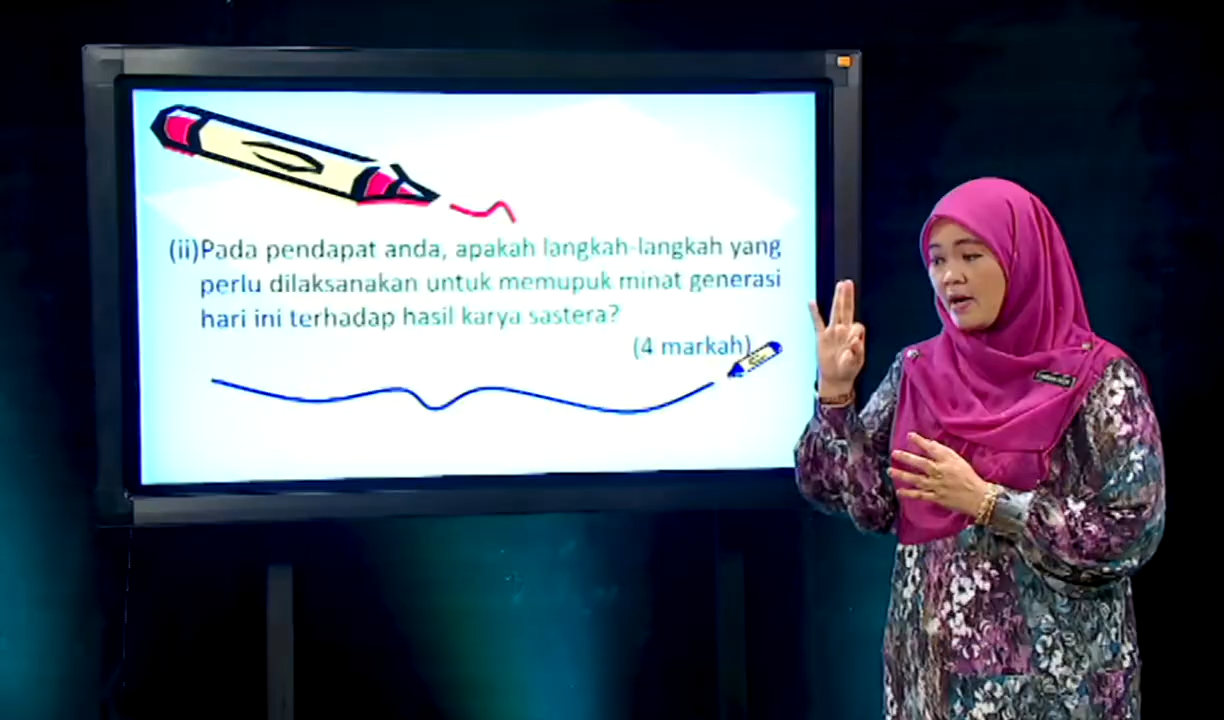 (ii)Pada pendapat anda, apakah langkah-langkah yang
perlu dilaksanakan untuk memupuk minat generasi
hari ini terhadap hasil karya sastera?
(4 markah)